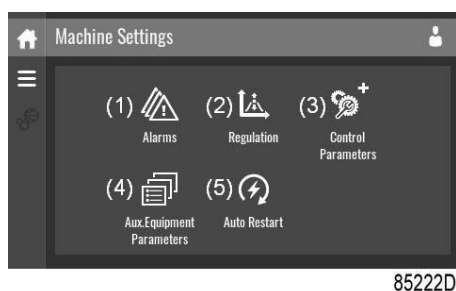 Machine Settings
(1) (2) (3)
Alarms Regulation Control
Parameters
(4) (5)
Aux.Equipment Auto Restart
Parameters
85222D